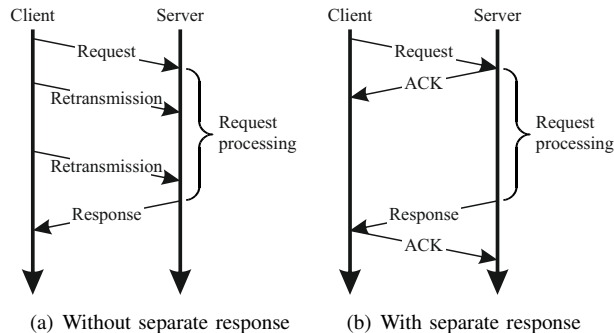 Client
Server
Request
Retransmission
Retransmission
Response
Request
processing
(a) Without separate response
Client
Server
Request
ACK
Response
ACK
Request
processing
(b) With separate response